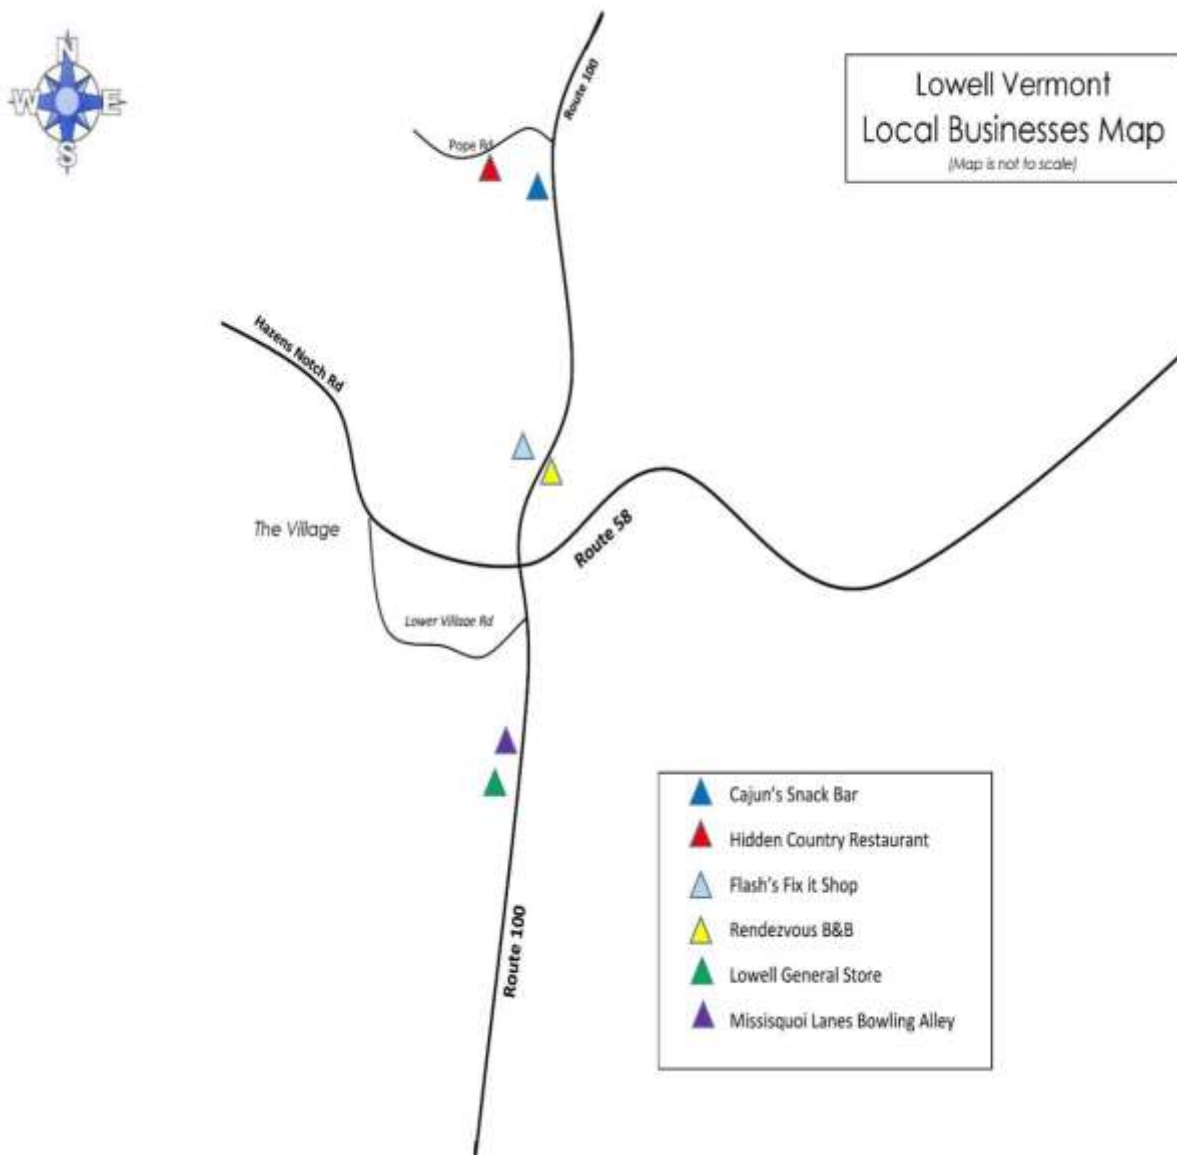 N
W E
S
Lowell Vermont
Local Businesses Map
(Map is not to scale)
Route 100
Pope Rd
Hazens Notch Rd
The Village
Route 58
Lower Village Rd
Route 100
Cajun's Snack Bar
Hidden Country Restaurant
Flash's Fix it Shop
Rendezvous B&B
Lowell General Store
Missisquoi Lanes Bowling Alley